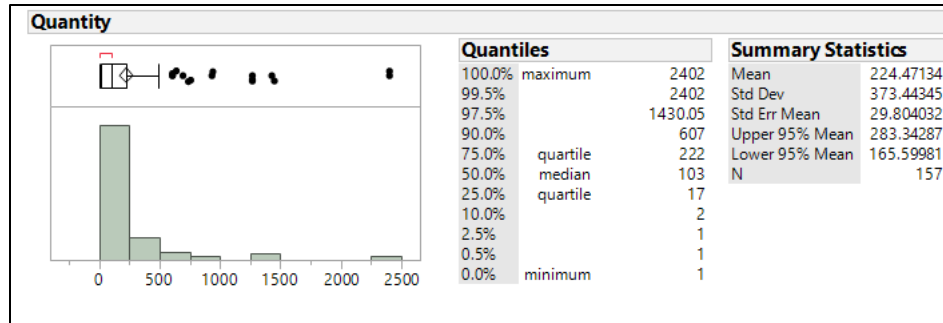 Quantity
Quantiles
100.0% maximum 2402
99.5% 2402
97.5% 1430.05
90.0% 607
75.0% quartile 222
50.0% median 103
25.0% quartile 17
10.0% 2
2.5% 1
0.5% 1
0.0% minimum 1
Summary Statistics
Mean 224.47134
Std Dev 373.44345
Std Err Mean 29.804032
Upper 95% Mean 283.34287
Lower 95% Mean 165.59981
N 157
0 500 1000 1500 2000 2500